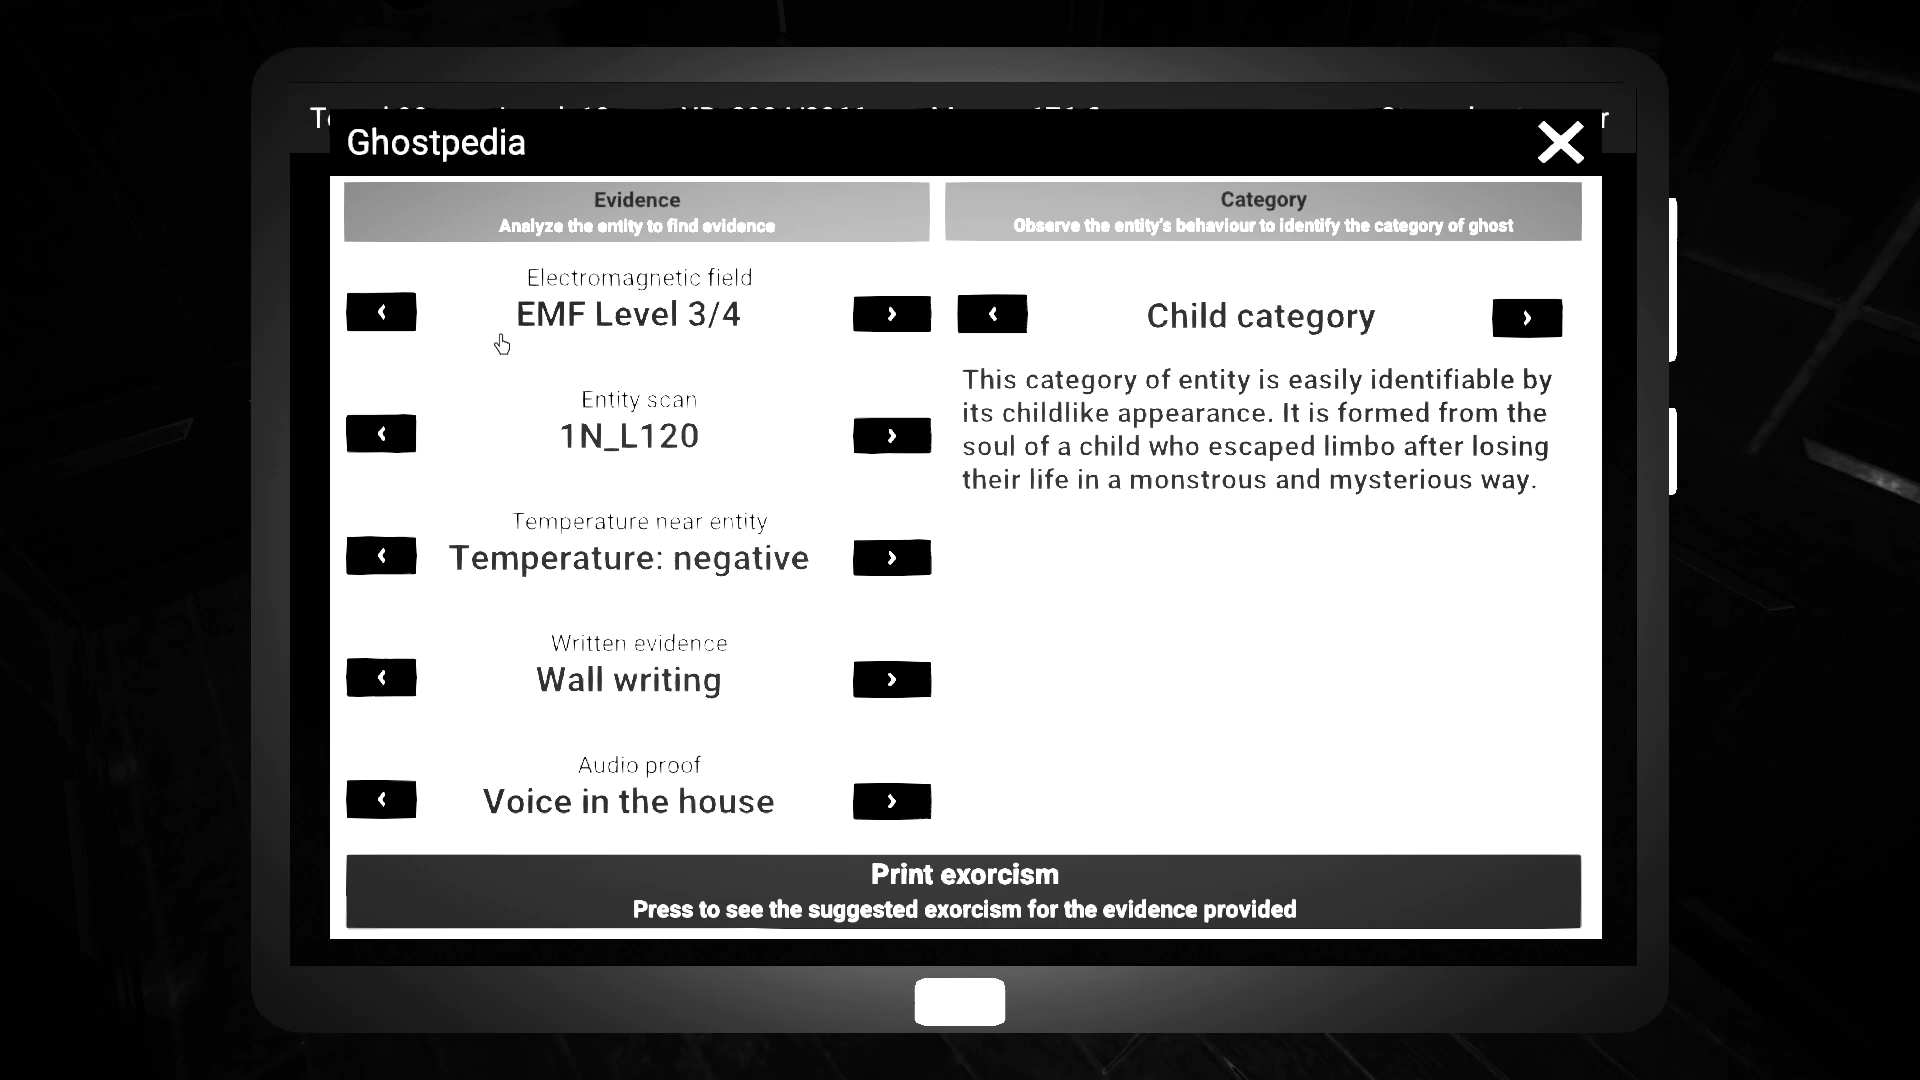 Ghostpedia
Evidence
Analyze the entity to find evidence
Category
Observe the entity's behaviour to identify the category of ghost
Electromagnetic field
EMF Level 3/4
Entity scan
1N_L120
Temperature near entity
Temperature: negative
Written evidence
Wall writing
Audio proof
Voice in the house
Child category
This category of entity is easily identifiable by
its childlike appearance. It is formed from the
soul of a child who escaped limbo after losing
their life in a monstrous and mysterious way.
Print exorcism
Press to see the suggested exorcism for the evidence provided